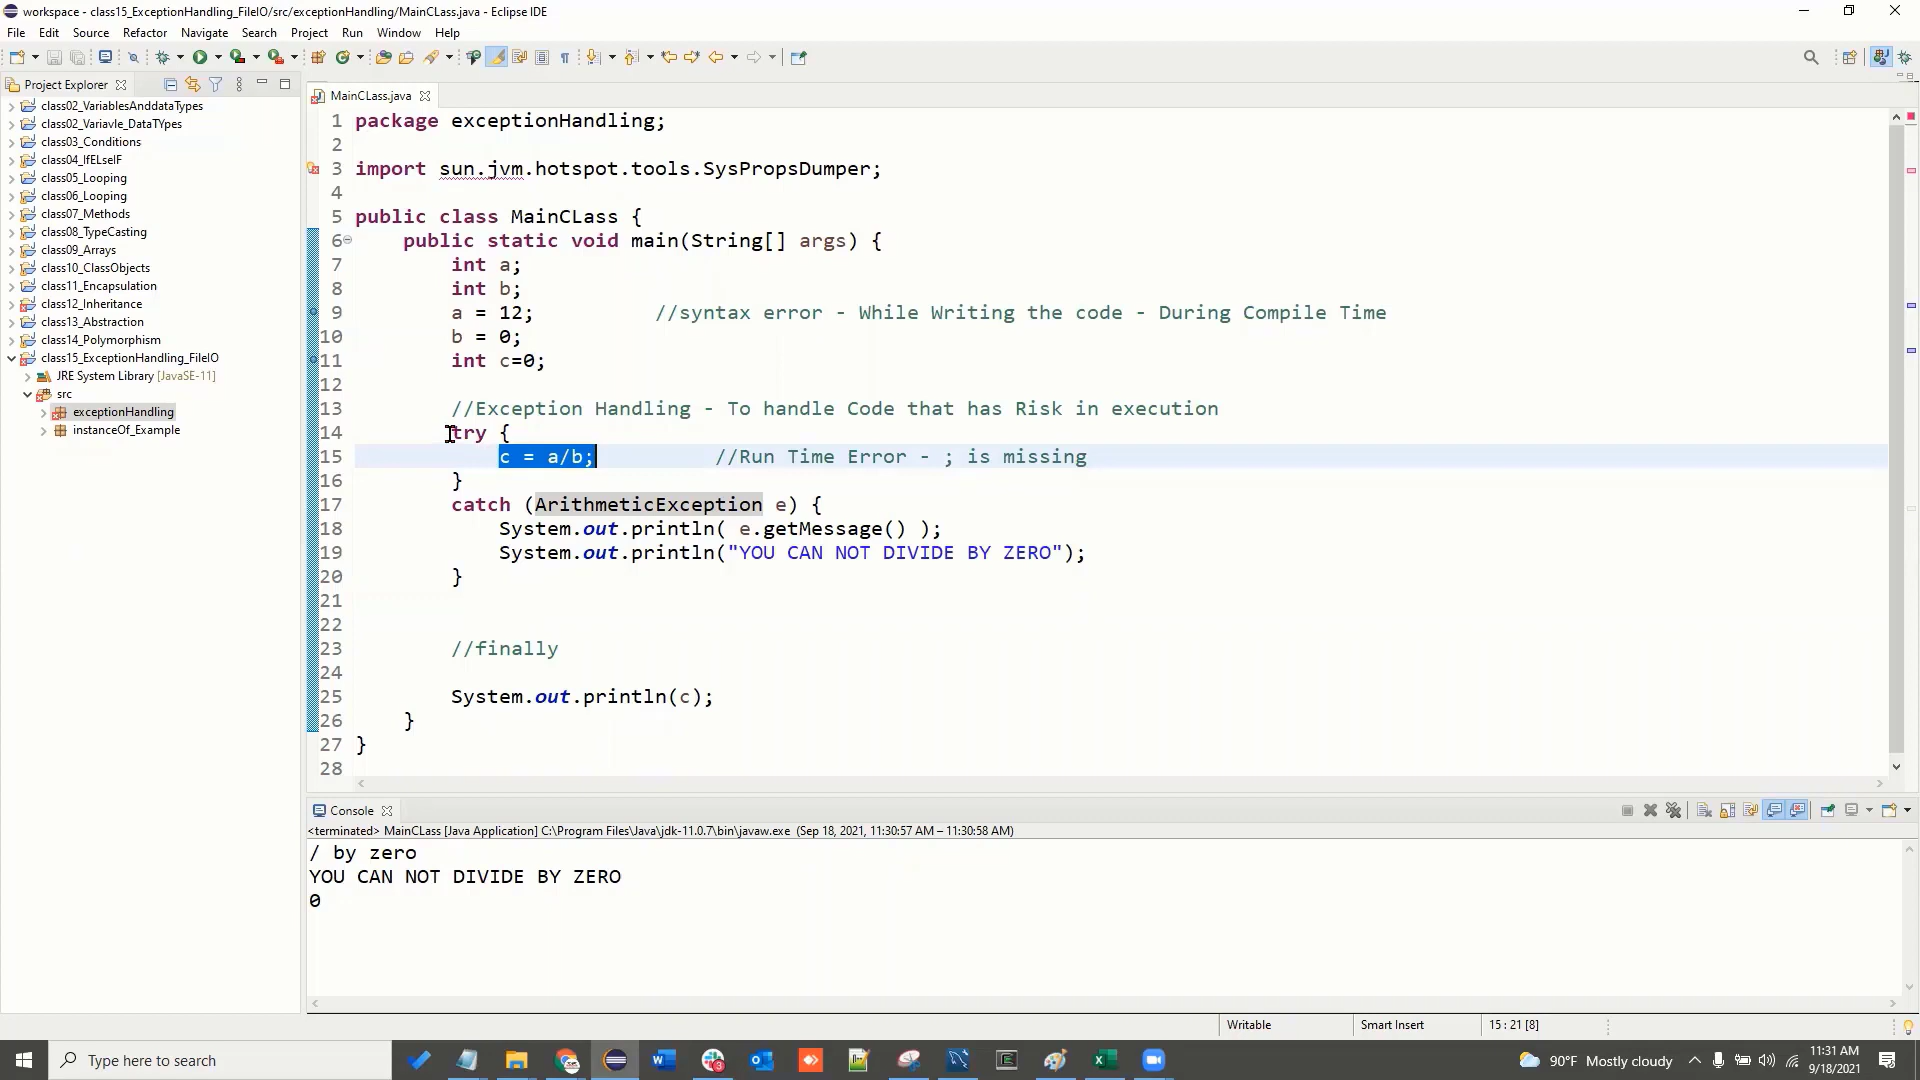 workspace - class15_ExceptionHandling_FileIO/src/exceptionHandling/MainCLass.java - Eclipse IDE
File Edit Source Refactor Navigate Search Project Run Window Help
Project Explorer
MainCLass.java
class02_VariablesAnddataTypes
class02_Variavle_DataTYpes
class03_Conditions
class04_IfELseIF
class05_Looping
class06_Looping
class07_Methods
class08_TypeCasting
class09_Arrays
class10_ClassObjects
class11_Encapsulation
class12_Inheritance
class13_Abstraction
class14_Polymorphism
class15_ExceptionHandling_FileIO
JRE System Library [JavaSE-11]
src
exceptionHandling
instanceOf_Example
1 package exceptionHandling;
2
3 import sun.jvm.hotspot.tools.SysPropsDumper;
4
5 public class MainCLass {
6 public static void main(String[] args) {
7 int a;
8 int b;
9 a = 12; //syntax error - While Writing the code - During Compile Time
10 b = 0;
11 int c=0;
12
13 //Exception Handling - To handle Code that has Risk in execution
14 try {
15 c = a/b; //Run Time Error - ; is missing
16 }
17 catch (ArithmeticException e) {
18 System.out.println( e.getMessage() );
19 System.out.println("YOU CAN NOT DIVIDE BY ZERO");
20 }
21
22
23 //finally
24
25 System.out.println(c);
26 }
27 }
28
Console
<terminated> MainCLass [Java Application] C:\Program Files\Java\jdk-11.0.7\bin\javaw.exe (Sep 18, 2021, 11:30:57 AM – 11:30:58 AM)
/ by zero
YOU CAN NOT DIVIDE BY ZERO
0
Writable Smart Insert 15 : 21 [8]
Type here to search
90°F Mostly cloudy
11:31 AM
9/18/2021